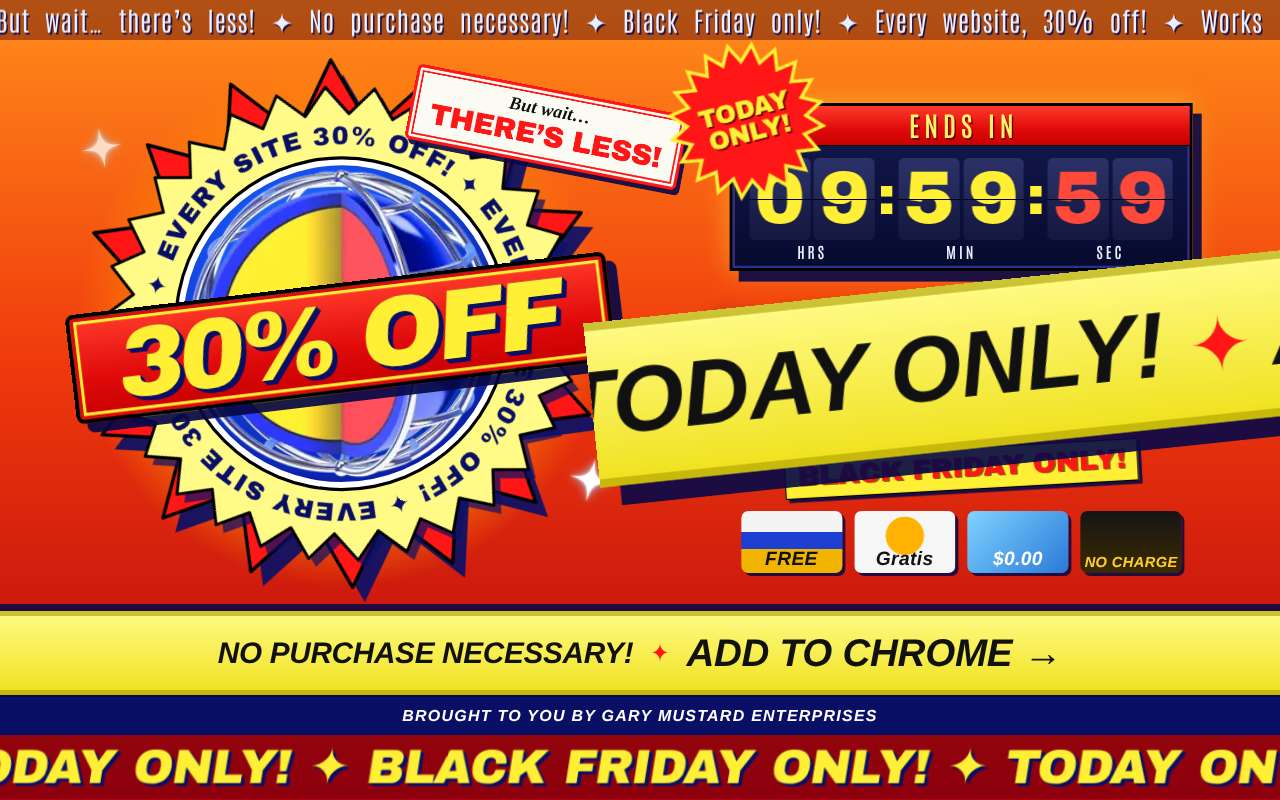 But wait… there's less! ✦ No purchase necessary! ✦ Black Friday only! ✦ Every website, 30% off! ✦ Works
But wait…
THERE'S LESS!
TODAY
ONLY!
ENDS IN
09:59:59
HRS MIN SEC
✦ EVERY SITE 30% OFF! ✦ EVERY SITE 30% OFF! ✦ EVERY SITE 30
30% OFF
TODAY ONLY! ✦
BLACK FRIDAY ONLY!
FREE
Gratis
$0.00
NO CHARGE
NO PURCHASE NECESSARY! ✦ ADD TO CHROME →
BROUGHT TO YOU BY GARY MUSTARD ENTERPRISES
ODAY ONLY! ✦ BLACK FRIDAY ONLY! ✦ TODAY ON